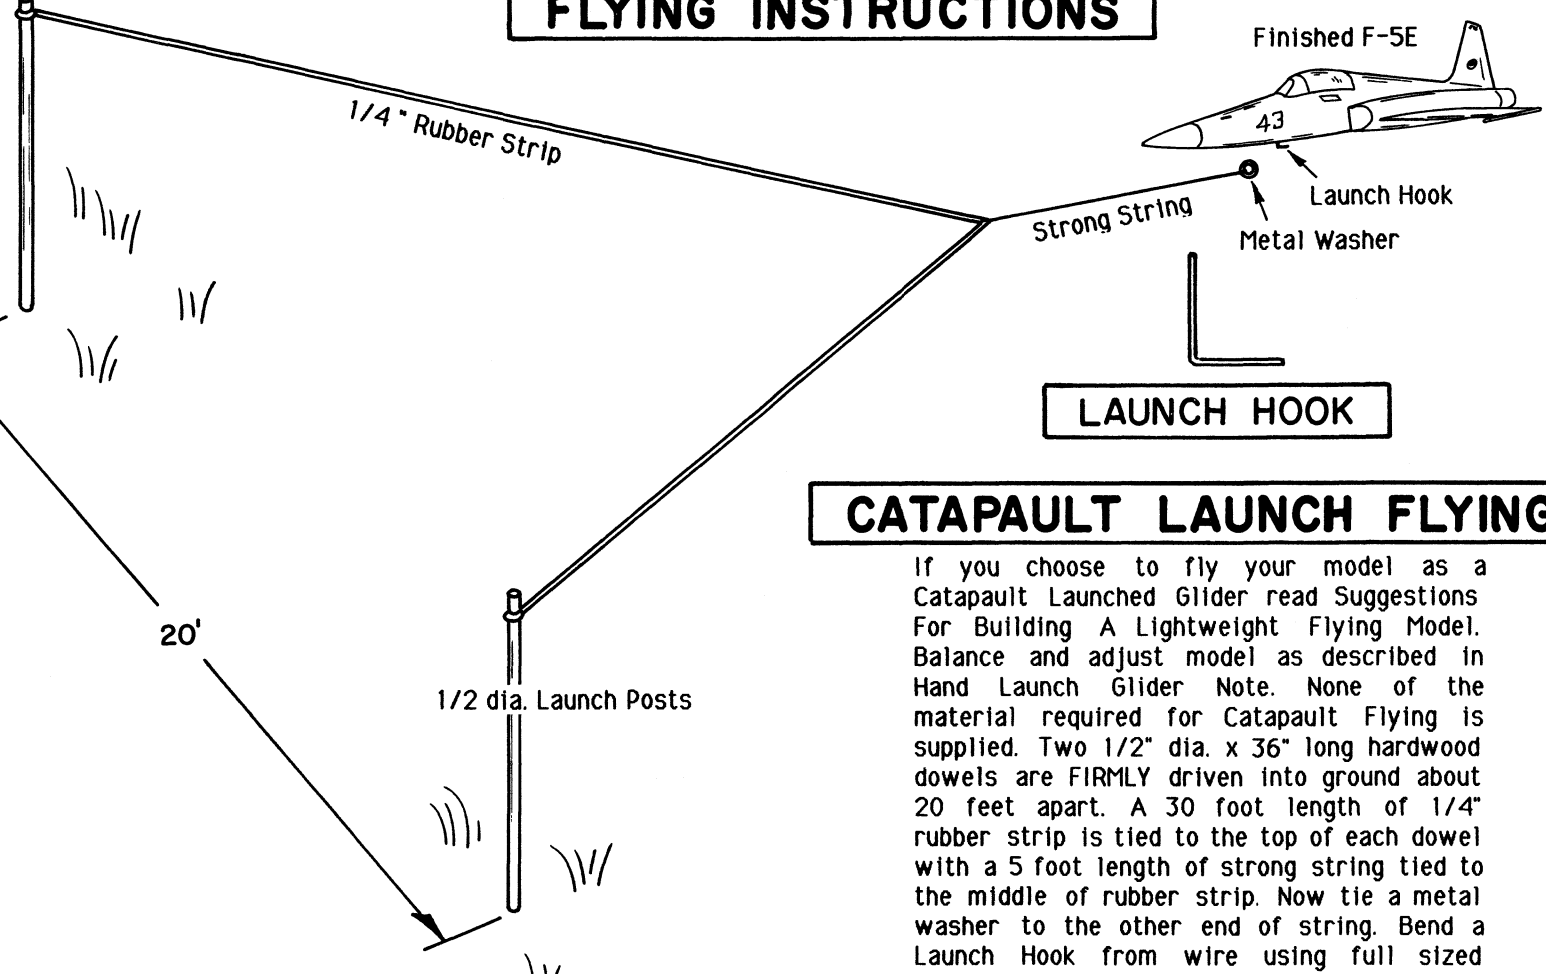 FLYING INSTRUCTIONS
Finished F-5E
43
1/4" Rubber Strip
Strong String
Launch Hook
Metal Washer
LAUNCH HOOK
CATAPAULT LAUNCH FLYING
If you choose to fly your model as a
Catapault Launched Glider read Suggestions
For Building A Lightweight Flying Model.
Balance and adjust model as described in
Hand Launch Glider Note. None of the
material required for Catapault Flying is
supplied. Two 1/2" dia. x 36" long hardwood
dowels are FIRMLY driven into ground about
20 feet apart. A 30 foot length of 1/4"
rubber strip is tied to the top of each dowel
with a 5 foot length of strong string tied to
the middle of rubber strip. Now tie a metal
washer to the other end of string. Bend a
Launch Hook from wire using full sized
20'
1/2 dia. Launch Posts